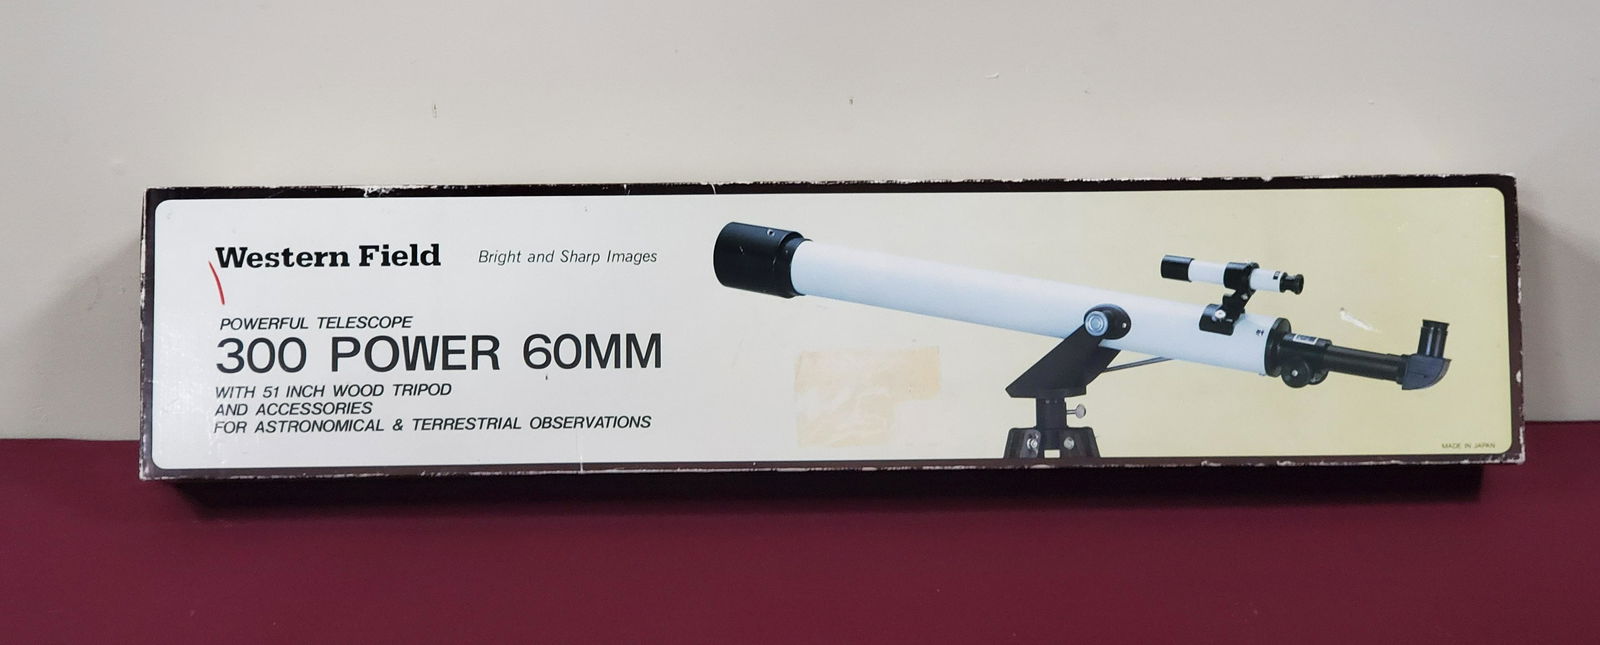 Western Field
Bright and Sharp Images
POWERFUL TELESCOPE
300 POWER 60MM
WITH 51 INCH WOOD TRIPOD
AND ACCESSORIES
FOR ASTRONOMICAL & TERRESTRIAL OBSERVATIONS
MADE IN JAPAN